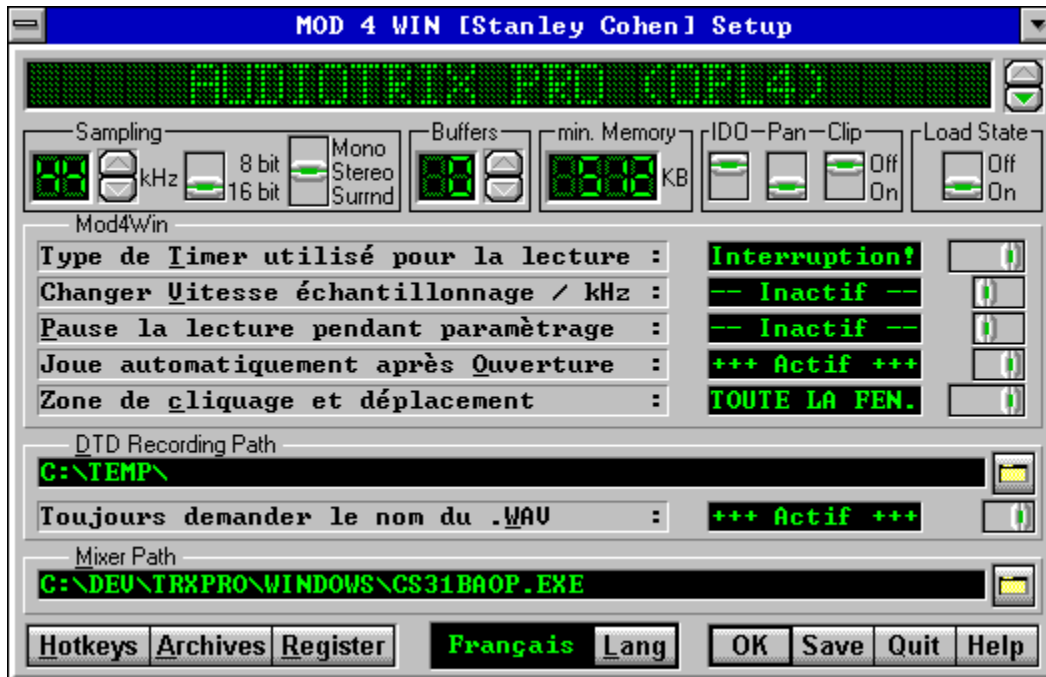 MOD 4 WIN [Stanley Cohen] Setup
AUDIOTRIX PRO (OPL4)
Sampling Buffers min. Memory IDO Pan Clip Load State
44 kHz 8 bit 16 bit Mono Stereo Surrnd 0 512 KB Off On Off On
Mod4Win
Type de Timer utilisé pour la lecture : Interruption!
Changer Vitesse échantillonnage / kHz : -- Inactif --
Pause la lecture pendant paramètrage : -- Inactif --
Joue automatiquement après Ouverture : +++ Actif +++
Zone de cliquage et déplacement : TOUTE LA FEN.
DTD Recording Path
C:\TEMP\
Toujours demander le nom du .WAV : +++ Actif +++
Mixer Path
C:\DEV\TRXPRO\WINDOWS\CS31BAOP.EXE
Hotkeys Archives Register Français Lang OK Save Quit Help